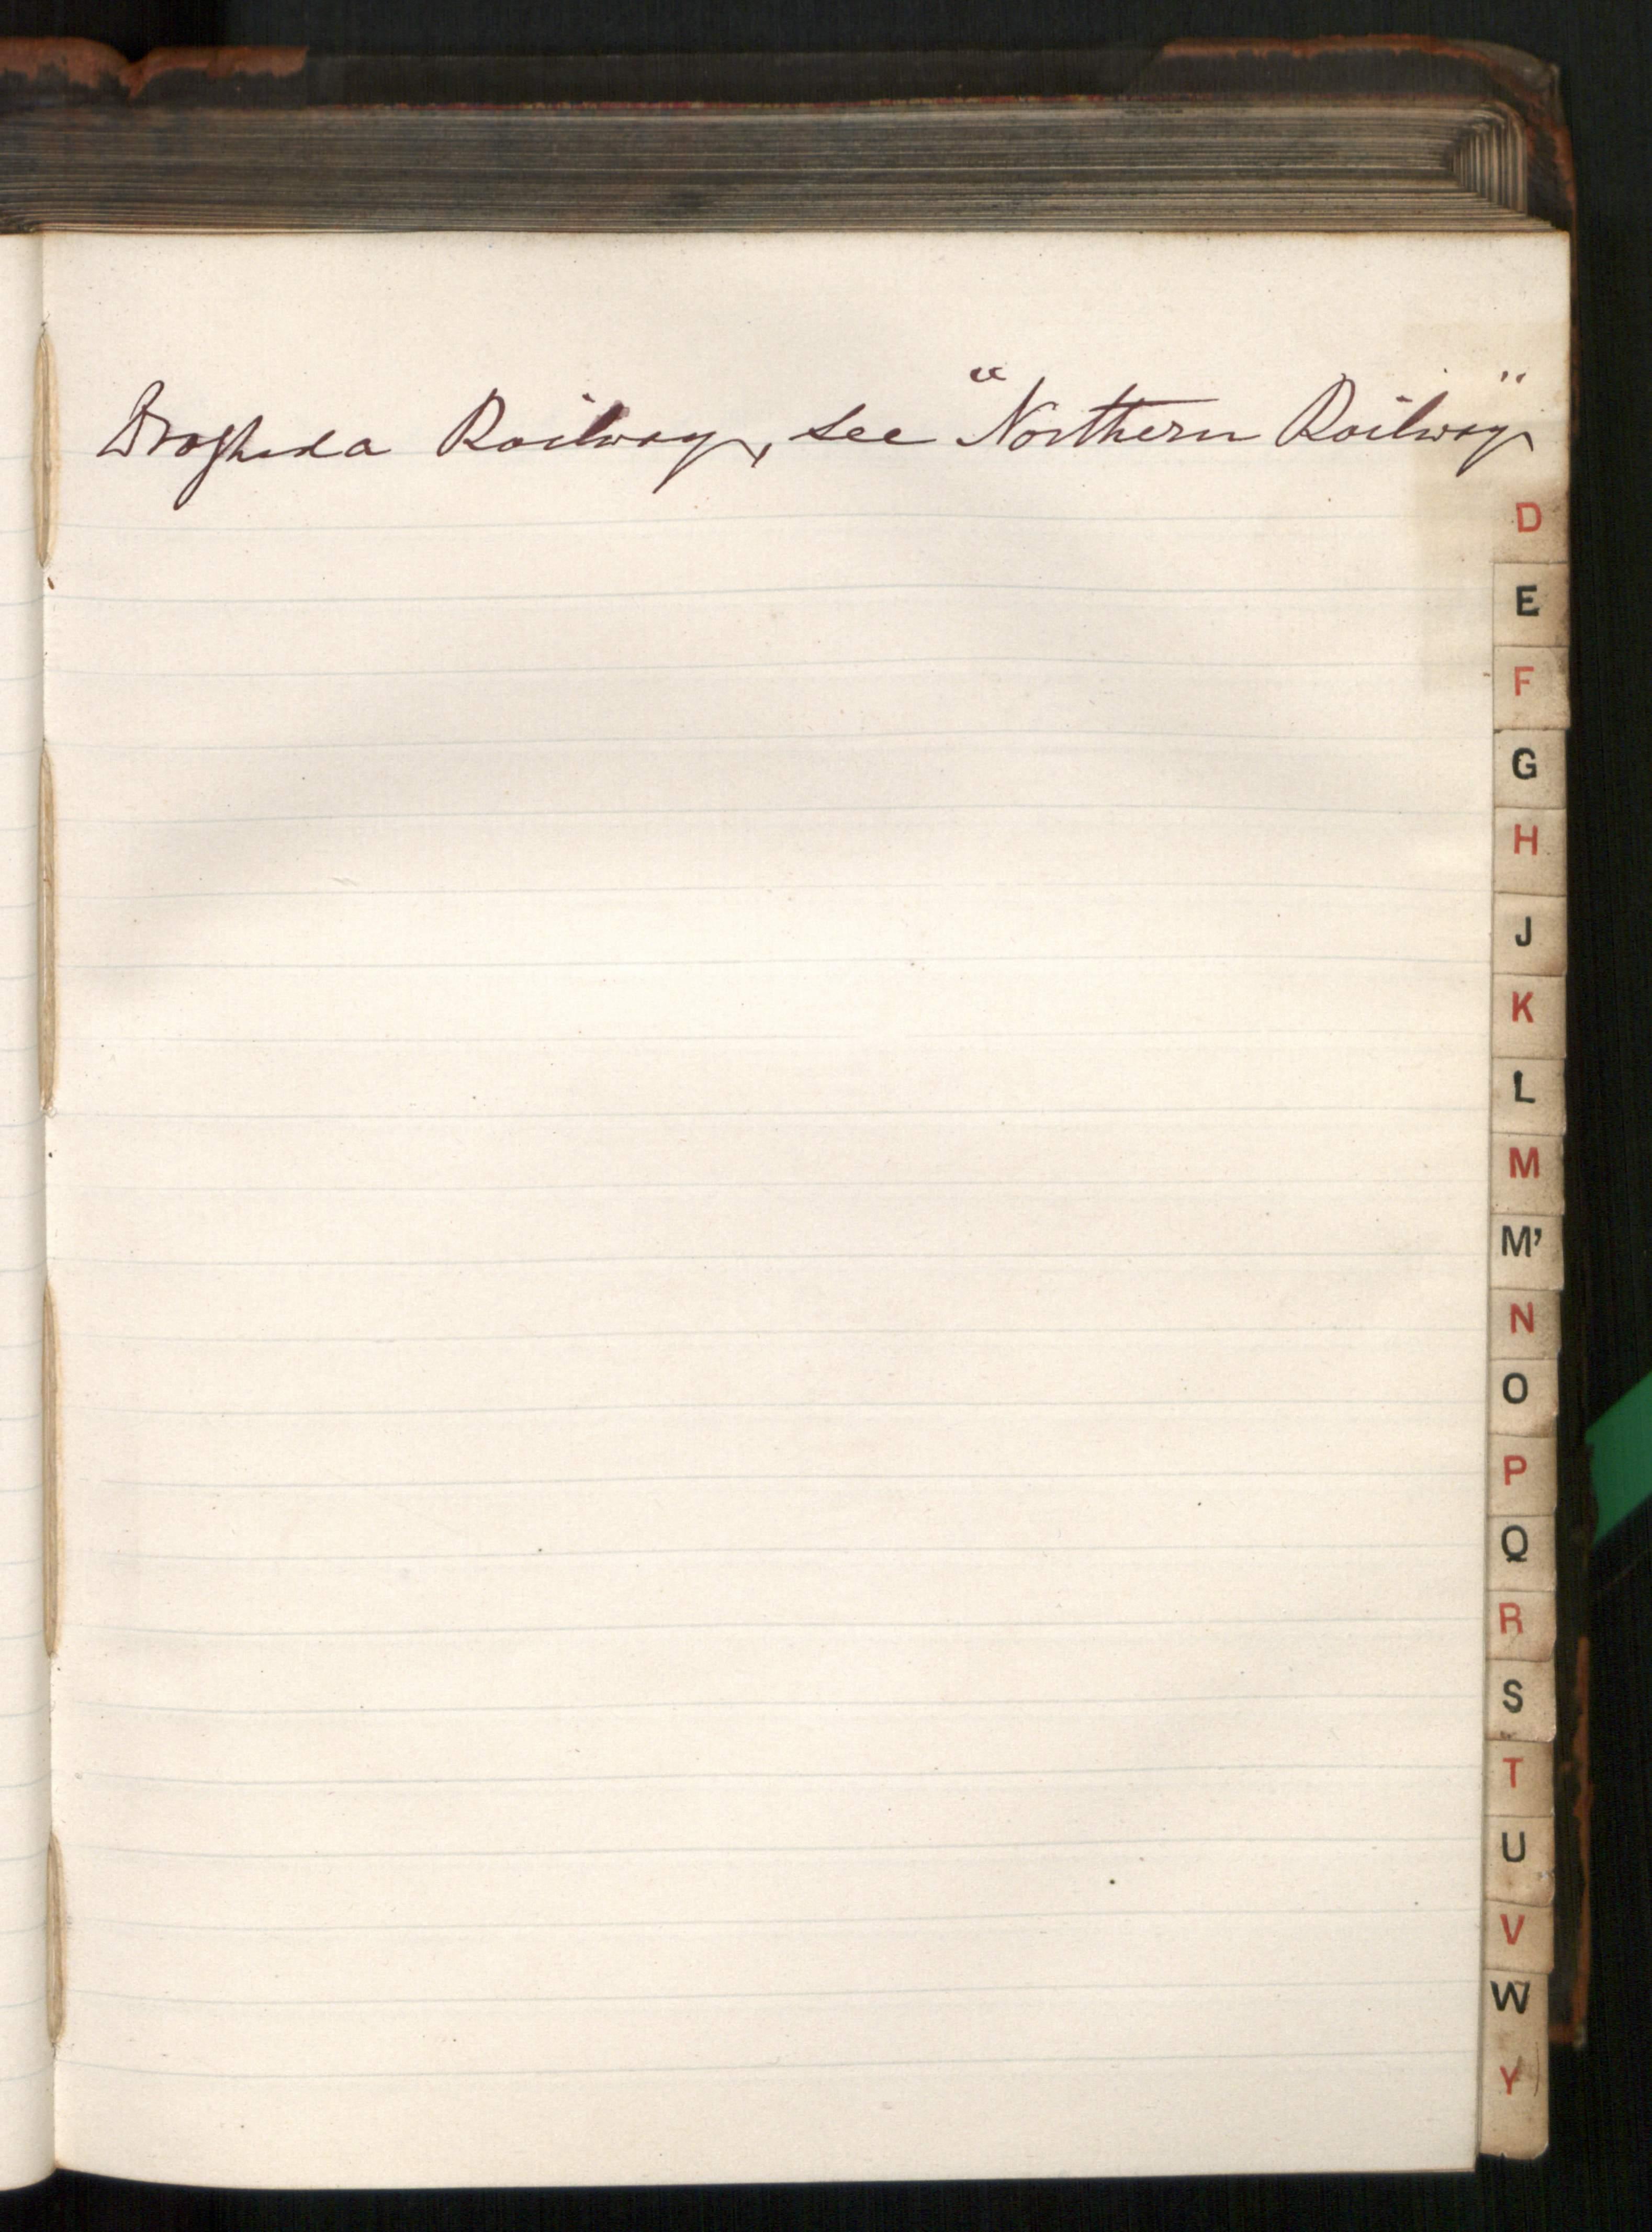 Drogheda Railway, see "Northern Railway"
D
E
F
G
H
J
K
L
M
M'
N
O
P
Q
R
S
T
U
V
W
Y